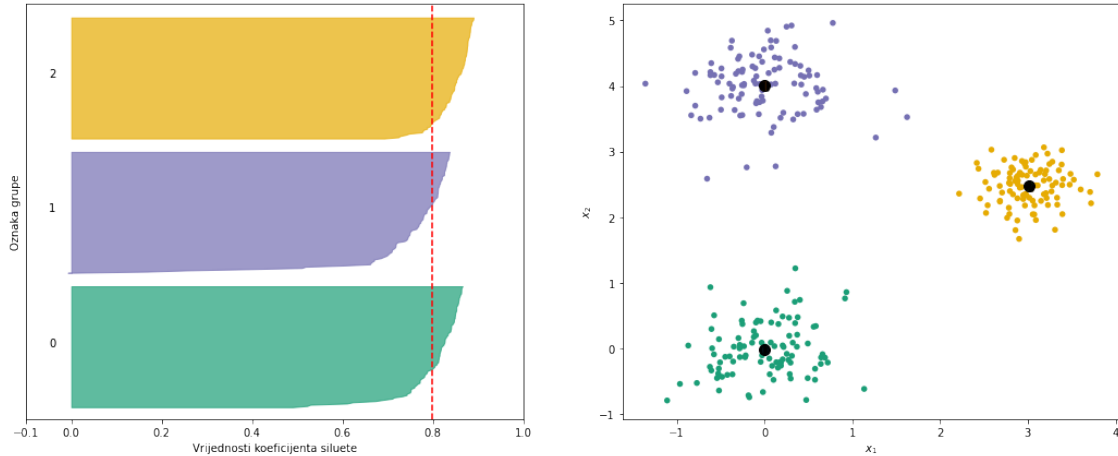 2
1
0
Oznaka grupe
−0.1 0.0 0.2 0.4 0.6 0.8 1.0
Vrijednosti koeficijenta siluete
5
4
3
2
1
0
−1
x₂
−1 0 1 2 3 4
x₁